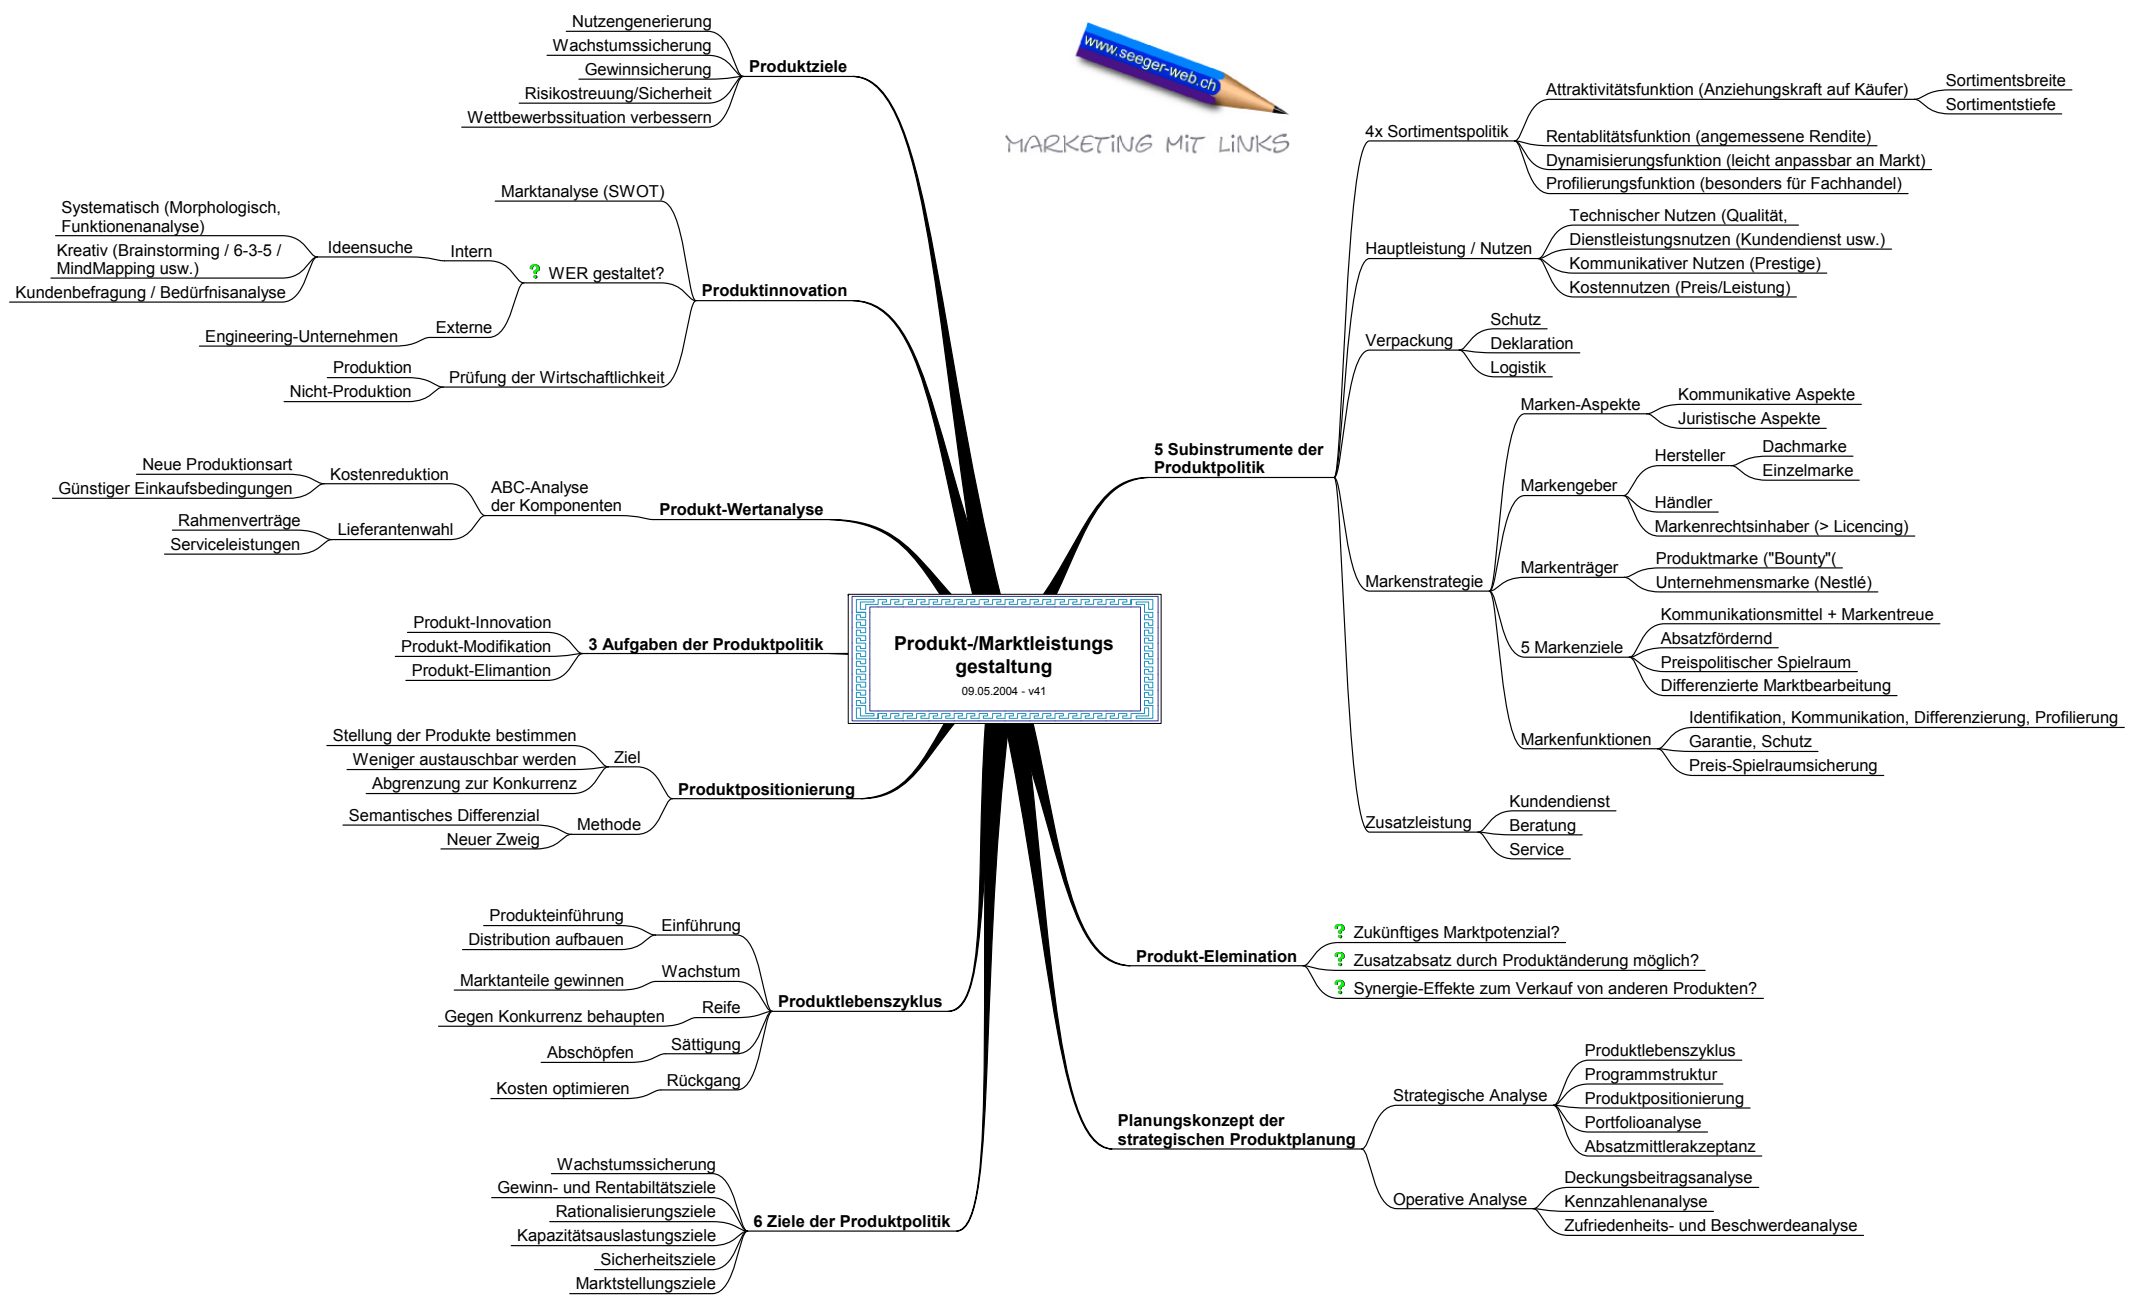 www.seeger-web.ch
MARKETING MIT LINKS
Produkt-/Marktleistungs
gestaltung
09.05.2004 - v41
Produktziele
Nutzengenerierung
Wachstumssicherung
Gewinnsicherung
Risikostreuung/Sicherheit
Wettbewerbssituation verbessern
Produktinnovation
Marktanalyse (SWOT)
? WER gestaltet?
Intern
Ideensuche
Systematisch (Morphologisch,
Funktionenanalyse)
Kreativ (Brainstorming / 6-3-5 /
MindMapping usw.)
Kundenbefragung / Bedürfnisanalyse
Externe
Engineering-Unternehmen
Prüfung der Wirtschaftlichkeit
Produktion
Nicht-Produktion
Produkt-Wertanalyse
ABC-Analyse
der Komponenten
Kostenreduktion
Neue Produktionsart
Günstiger Einkaufsbedingungen
Lieferantenwahl
Rahmenverträge
Serviceleistungen
3 Aufgaben der Produktpolitik
Produkt-Innovation
Produkt-Modifikation
Produkt-Elimantion
Produktpositionierung
Ziel
Stellung der Produkte bestimmen
Weniger austauschbar werden
Abgrenzung zur Konkurrenz
Methode
Semantisches Differenzial
Neuer Zweig
Produktlebenszyklus
Einführung
Produkteinführung
Distribution aufbauen
Wachstum
Marktanteile gewinnen
Reife
Gegen Konkurrenz behaupten
Sättigung
Abschöpfen
Rückgang
Kosten optimieren
6 Ziele der Produktpolitik
Wachstumssicherung
Gewinn- und Rentabiltätsziele
Rationalisierungsziele
Kapazitätsauslastungsziele
Sicherheitsziele
Marktstellungsziele
5 Subinstrumente der
Produktpolitik
4x Sortimentspolitik
Attraktivitätsfunktion (Anziehungskraft auf Käufer)
Sortimentsbreite
Sortimentstiefe
Rentablitätsfunktion (angemessene Rendite)
Dynamisierungsfunktion (leicht anpassbar an Markt)
Profilierungsfunktion (besonders für Fachhandel)
Hauptleistung / Nutzen
Technischer Nutzen (Qualität,
Dienstleistungsnutzen (Kundendienst usw.)
Kommunikativer Nutzen (Prestige)
Kostennutzen (Preis/Leistung)
Verpackung
Schutz
Deklaration
Logistik
Markenstrategie
Marken-Aspekte
Kommunikative Aspekte
Juristische Aspekte
Markengeber
Hersteller
Dachmarke
Einzelmarke
Händler
Markenrechtsinhaber (> Licencing)
Markenträger
Produktmarke ("Bounty"(
Unternehmensmarke (Nestlé)
5 Markenziele
Kommunikationsmittel + Markentreue
Absatzfördernd
Preispolitischer Spielraum
Differenzierte Marktbearbeitung
Markenfunktionen
Identifikation, Kommunikation, Differenzierung, Profilierung
Garantie, Schutz
Preis-Spielraumsicherung
Zusatzleistung
Kundendienst
Beratung
Service
Produkt-Elemination
? Zukünftiges Marktpotenzial?
? Zusatzabsatz durch Produktänderung möglich?
? Synergie-Effekte zum Verkauf von anderen Produkten?
Planungskonzept der
strategischen Produktplanung
Strategische Analyse
Produktlebenszyklus
Programmstruktur
Produktpositionierung
Portfolioanalyse
Absatzmittlerakzeptanz
Operative Analyse
Deckungsbeitragsanalyse
Kennzahlenanalyse
Zufriedenheits- und Beschwerdeanalyse